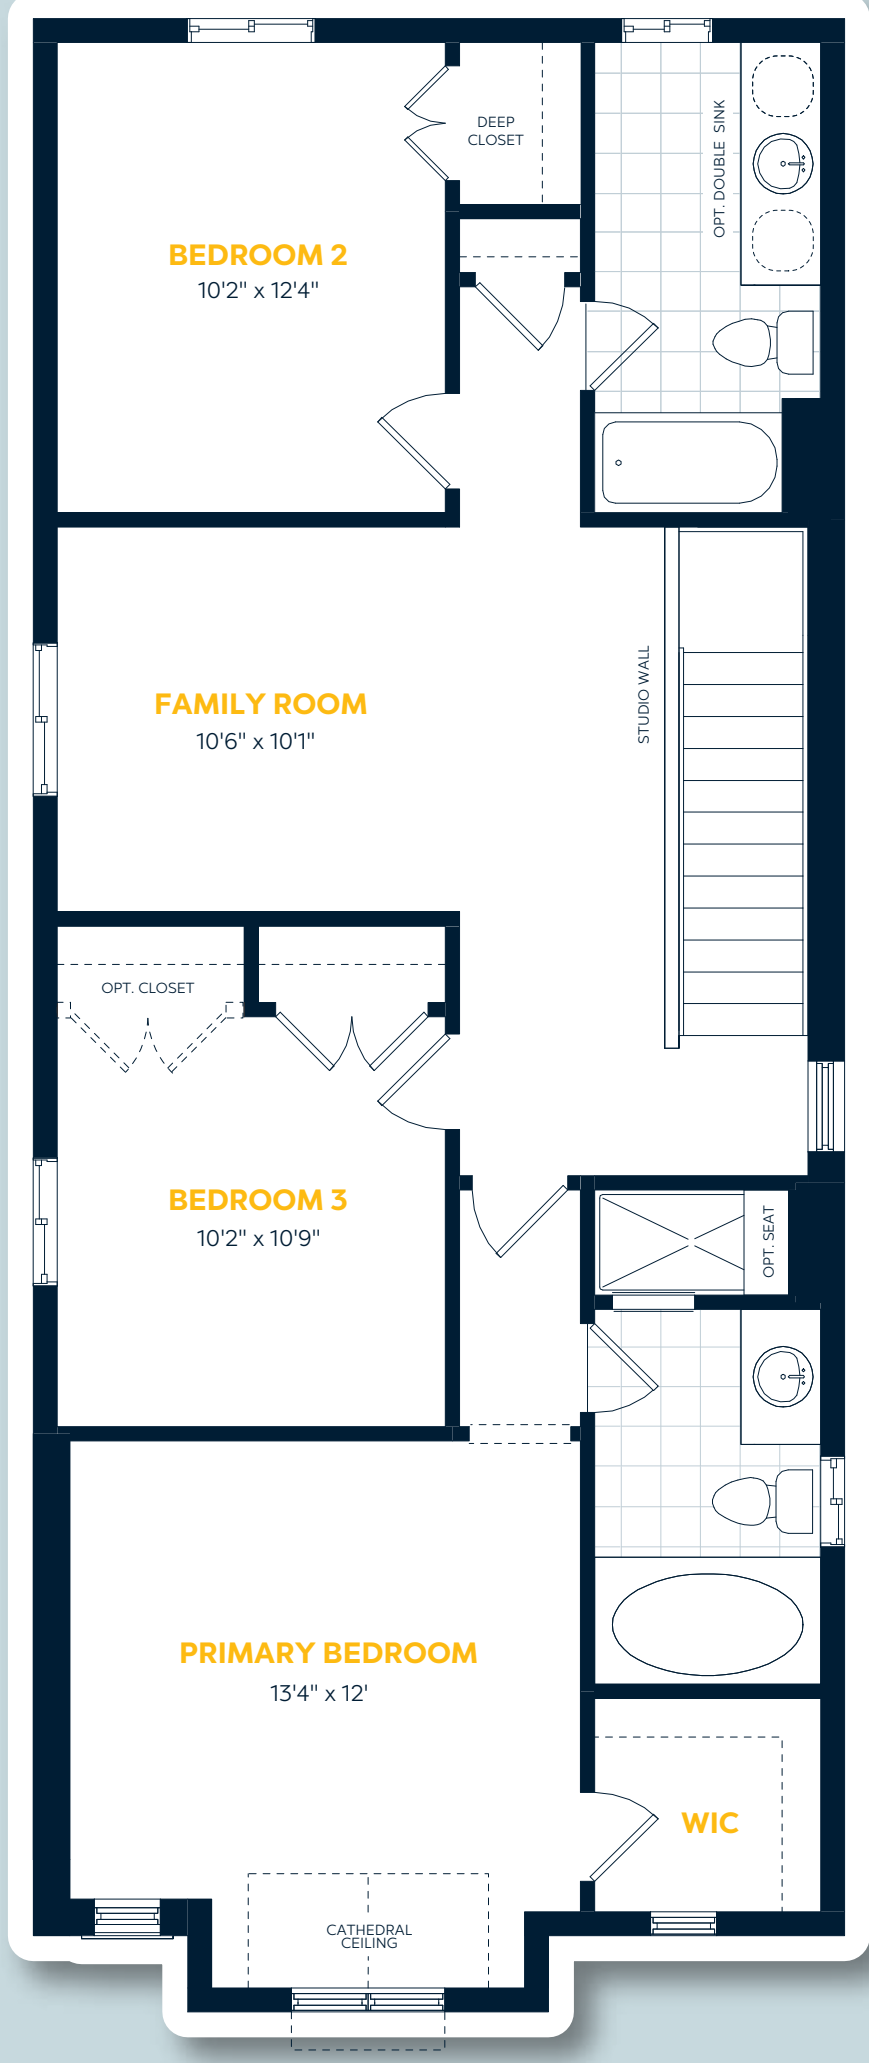 DEEP
CLOSET
OPT. DOUBLE SINK
BEDROOM 2
10'2" x 12'4"
STUDIO WALL
FAMILY ROOM
10'6" x 10'1"
OPT. CLOSET
BEDROOM 3
10'2" x 10'9"
OPT. SEAT
PRIMARY BEDROOM
13'4" x 12'
WIC
CATHEDRAL
CEILING